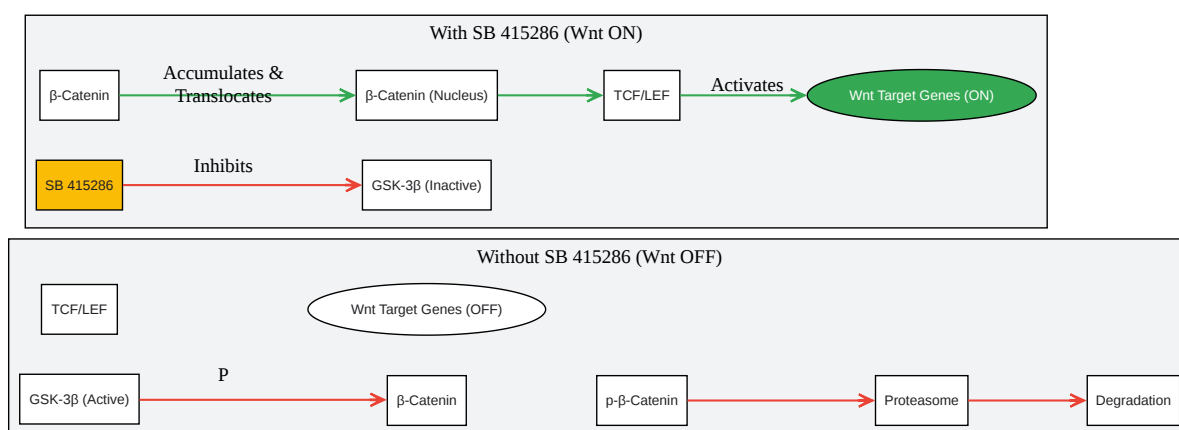 With SB 415286 (Wnt ON)
β-Catenin
Accumulates &
Translocates
β-Catenin (Nucleus)
TCF/LEF
Activates
Wnt Target Genes (ON)
SB 415286
Inhibits
GSK-3β (Inactive)
Without SB 415286 (Wnt OFF)
TCF/LEF
Wnt Target Genes (OFF)
GSK-3β (Active)
P
β-Catenin
p-β-Catenin
Proteasome
Degradation